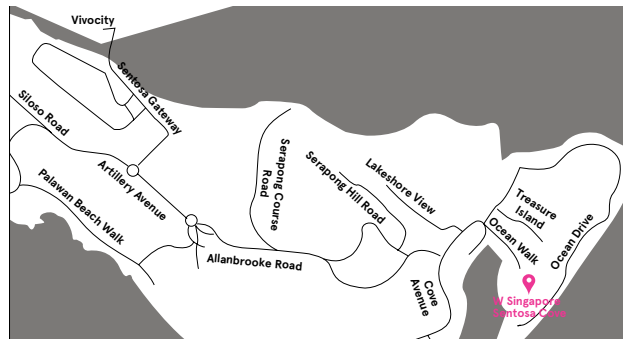 Vivocity
Sentosa Gateway
Siloso Road
Artillery Avenue
Palawan Beach Walk
Serapong Course
Road
Serapong Hill Road
Lakeshore View
Allanbrooke Road
Cove
Avenue
Treasure
Island
Ocean Walk
Ocean Drive
W Singapore
Sentosa Cove